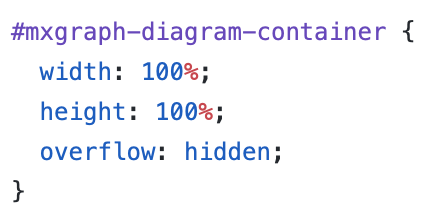 #mxgraph-diagram-container {
  width: 100%;
  height: 100%;
  overflow: hidden;
}